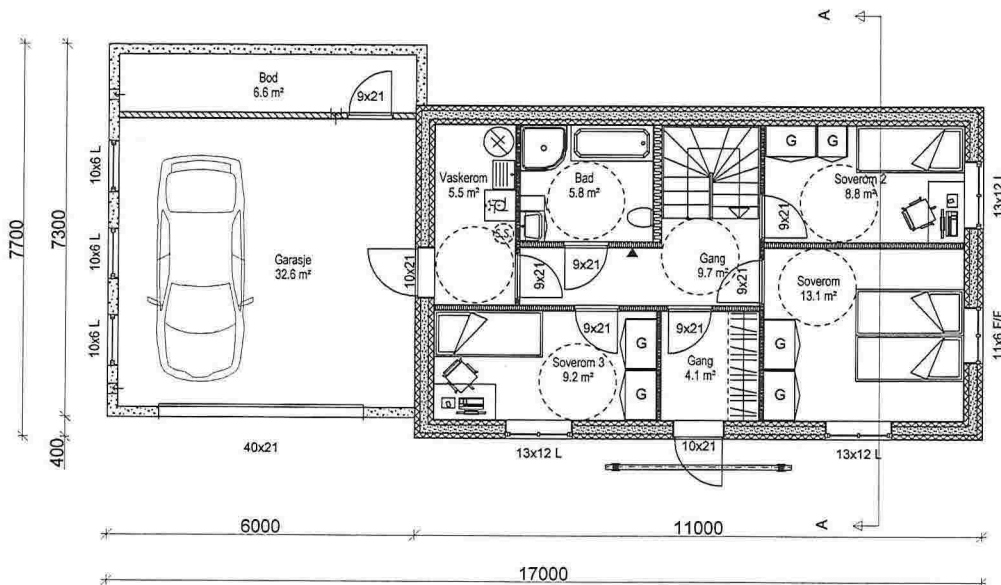 A
Bod
6.6 m²
9x21
10x6 L
10x6 L
10x6 L
7700
7300
400
Garasje
32.6 m²
40x21
Vaskerom
5.5 m²
10x21
9x21
Bad
5.8 m²
9x21
Gang
9.7 m²
9x21
G
G
Soverom 2
8.8 m²
9x21
13x12 L
Soverom
13.1 m²
11x6 F/F
G
G
13x12 L
Soverom 3
9.2 m²
9x21
G
G
13x12 L
Gang
4.1 m²
9x21
10x21
A
6000
11000
17000